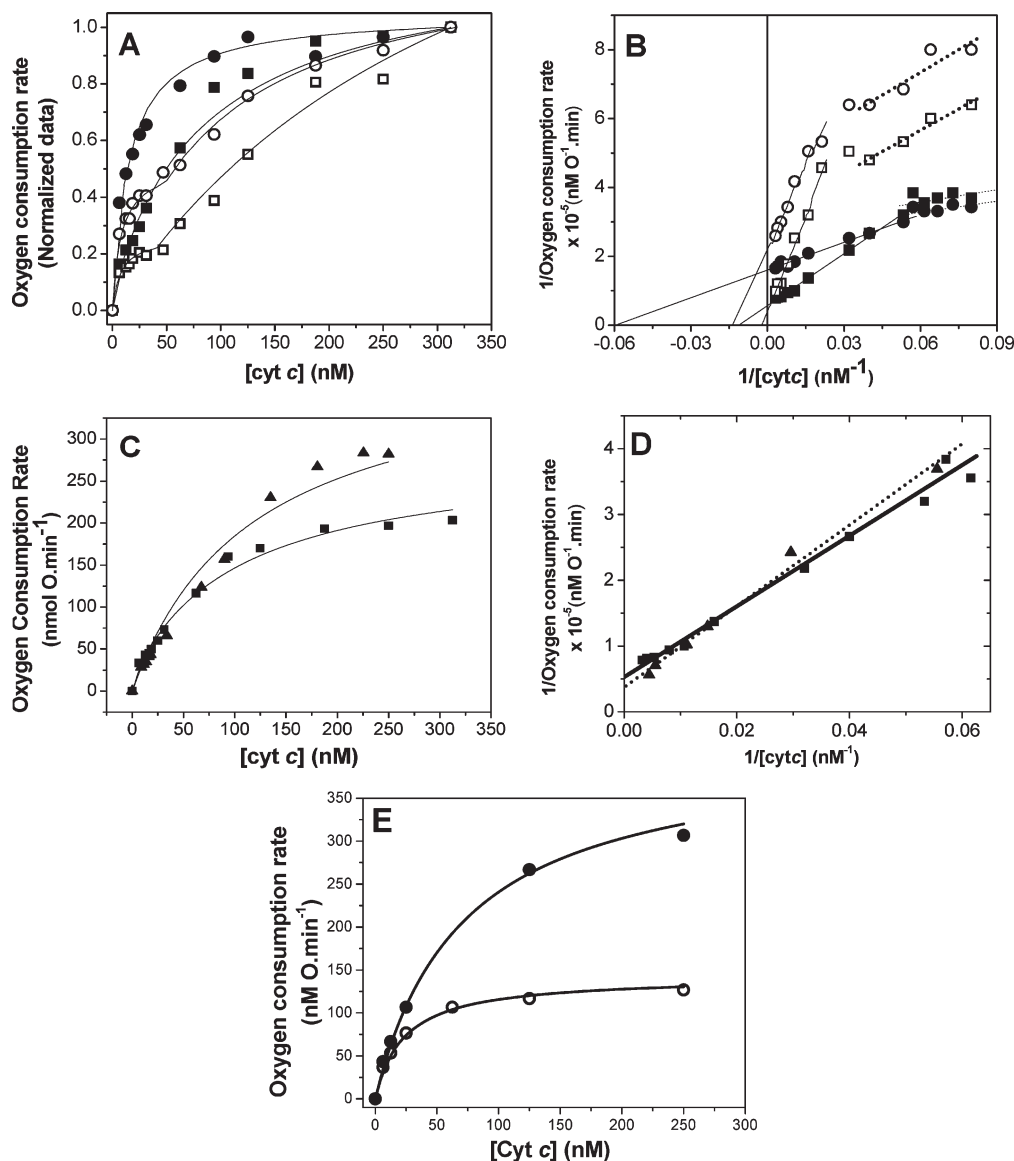 A
Oxygen consumption rate
(Normalized data)
1.0
0.8
0.6
0.4
0.2
0.0
0 50 100 150 200 250 300
[cyt c] (nM)
B
1/Oxygen consumption rate
x 10⁻⁵(nM O⁻¹.min)
8
6
4
2
0
-0.06 -0.03 0.00 0.03 0.06 0.09
1/[cytc] (nM⁻¹)
C
Oxygen Consumption Rate
(nmol O.min⁻¹)
300
250
200
150
100
50
0
0 50 100 150 200 250 300 350
[cyt c] (nM)
D
1/Oxygen consumption rate
x 10⁻⁵(nM O⁻¹.min)
4
3
2
1
0
0.00 0.02 0.04 0.06
1/[cytc] (nM⁻¹)
E
Oxygen consumption rate
(nM O.min⁻¹)
350
300
250
200
150
100
50
0
0 50 100 150 200 250 300
[Cyt c] (nM)